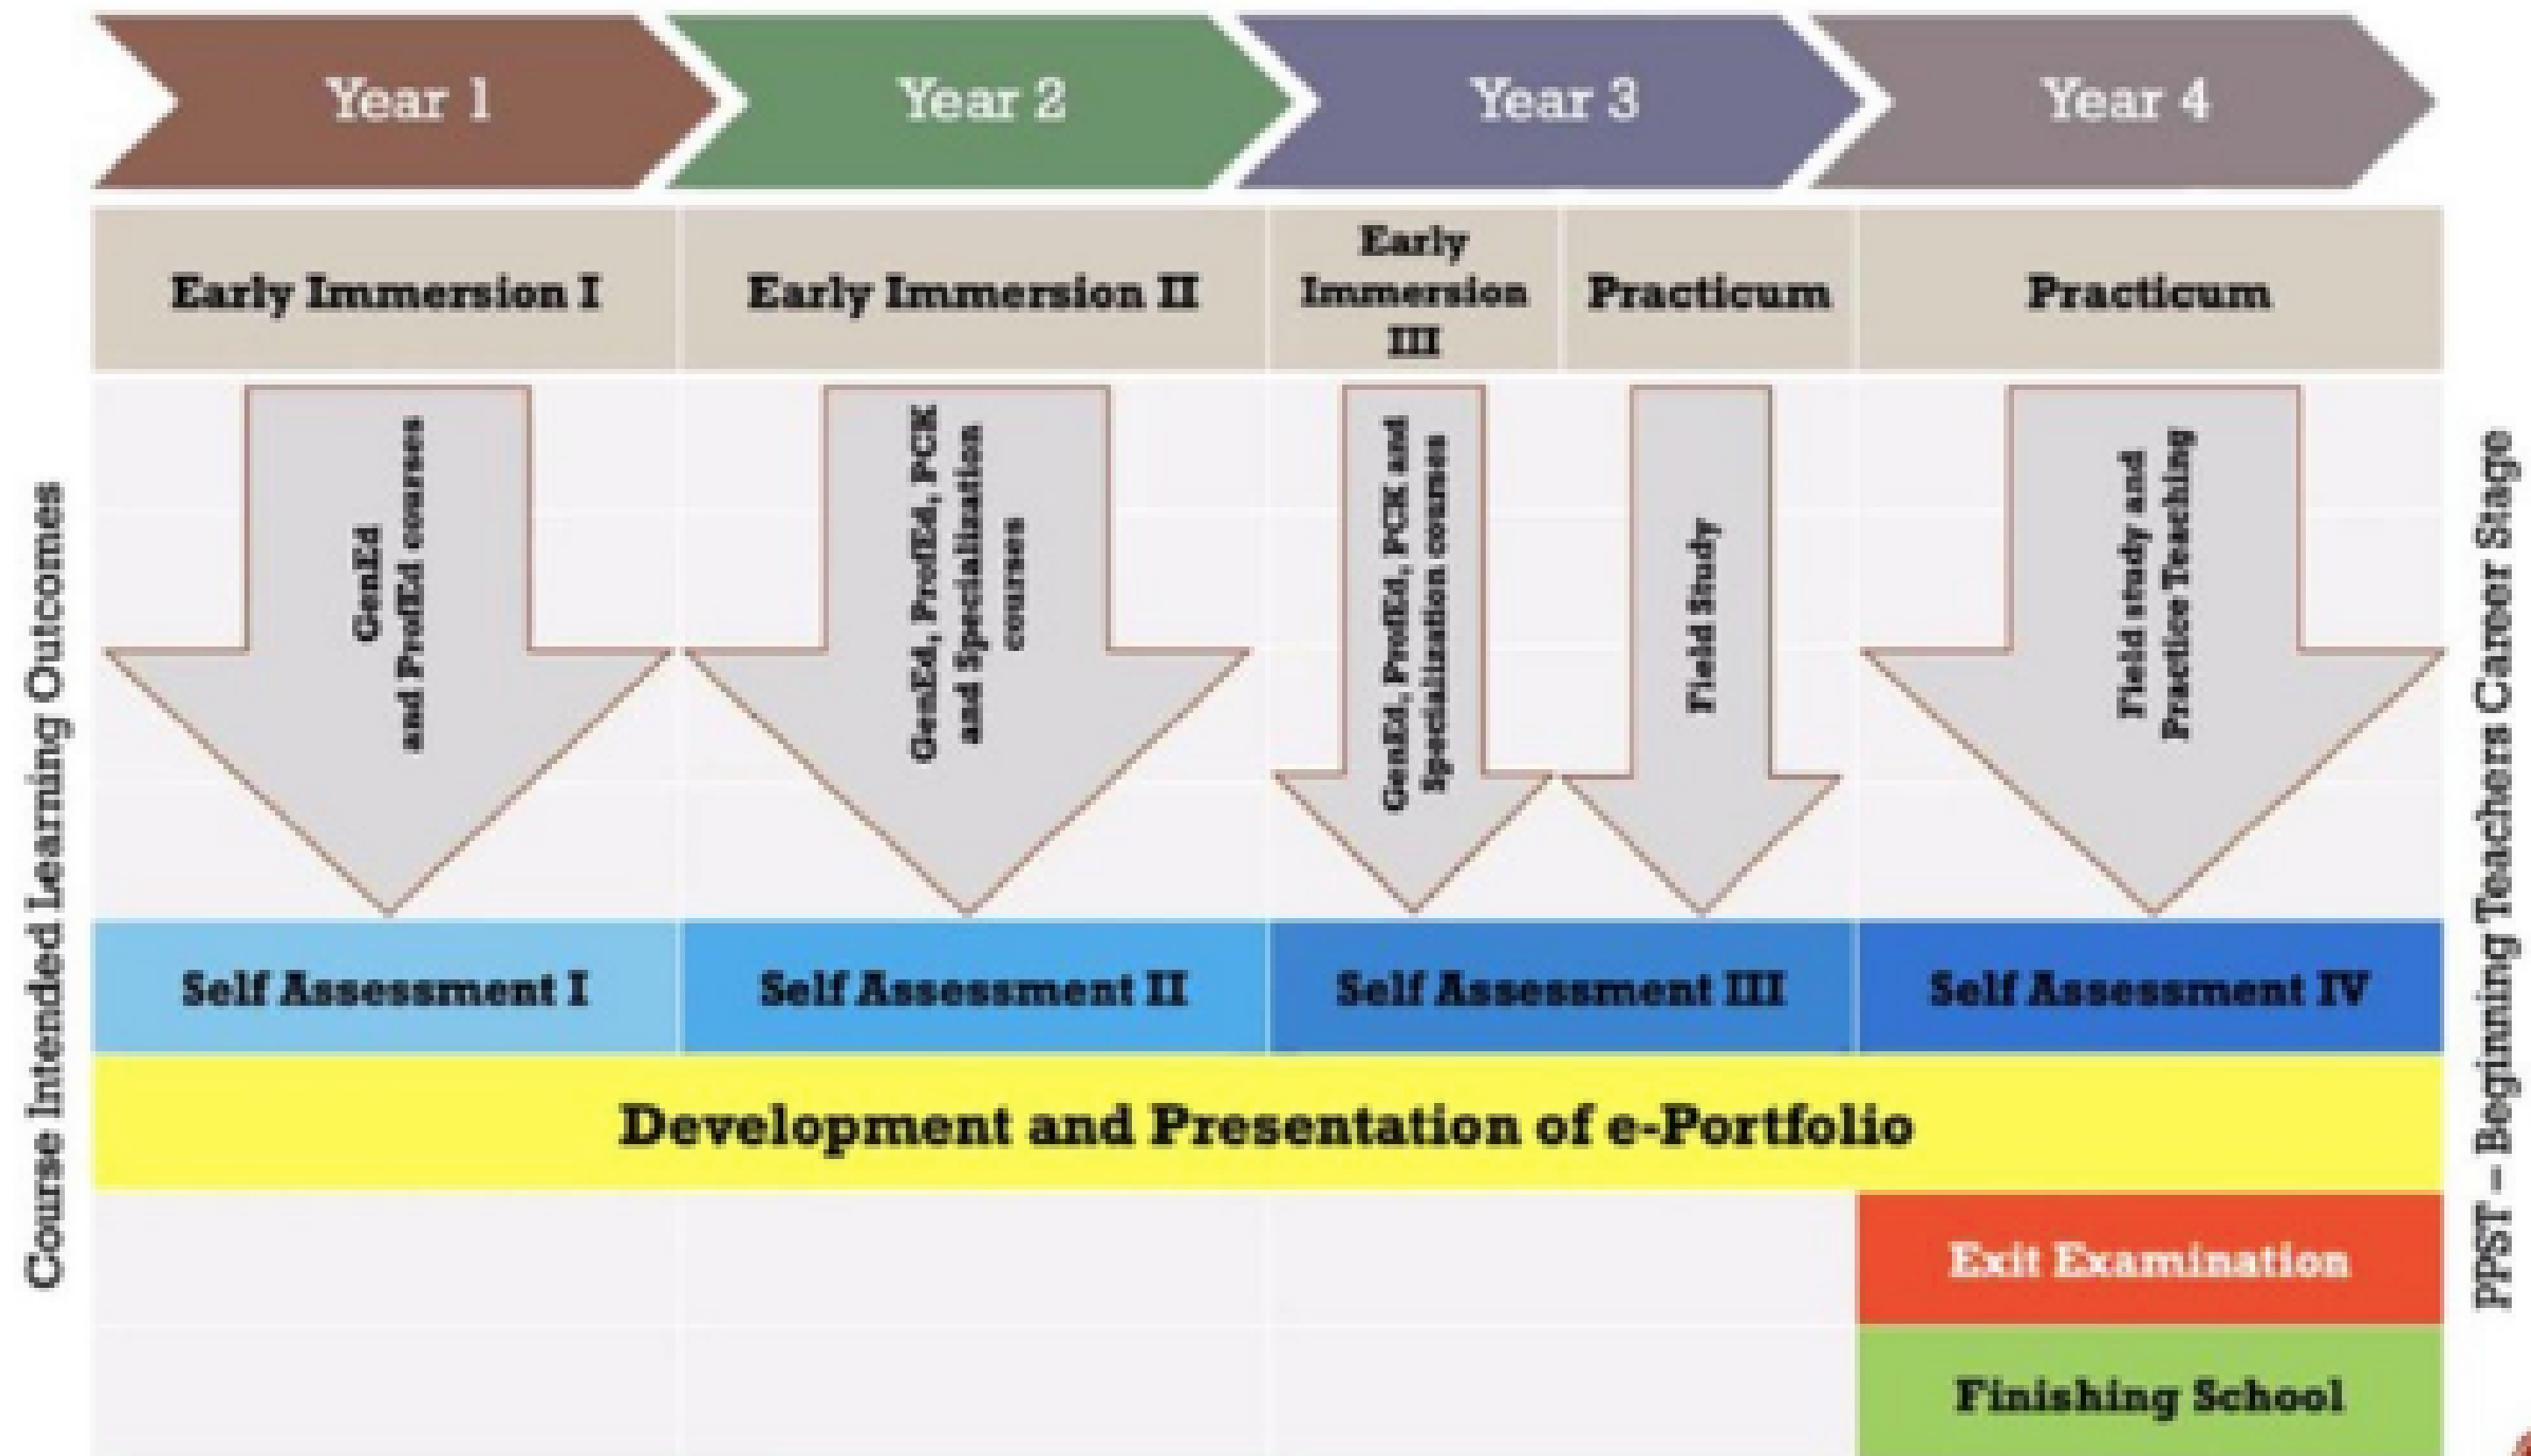 Year 1
Year 2
Year 3
Year 4
Early Immersion I
Early Immersion II
Early
Immersion
III
Practicum
Practicum
GenEd
and ProfEd courses
GenEd, ProfEd, PCK
and Specialization
courses
GenEd, ProfEd, PCK and
Specialization courses
Field Study
Field study and
Practice Teaching
Course Intended Learning Outcomes
PPST – Beginning Teachers Career Stage
Self Assessment I
Self Assessment II
Self Assessment III
Self Assessment IV
Development and Presentation of e-Portfolio
Exit Examination
Finishing School